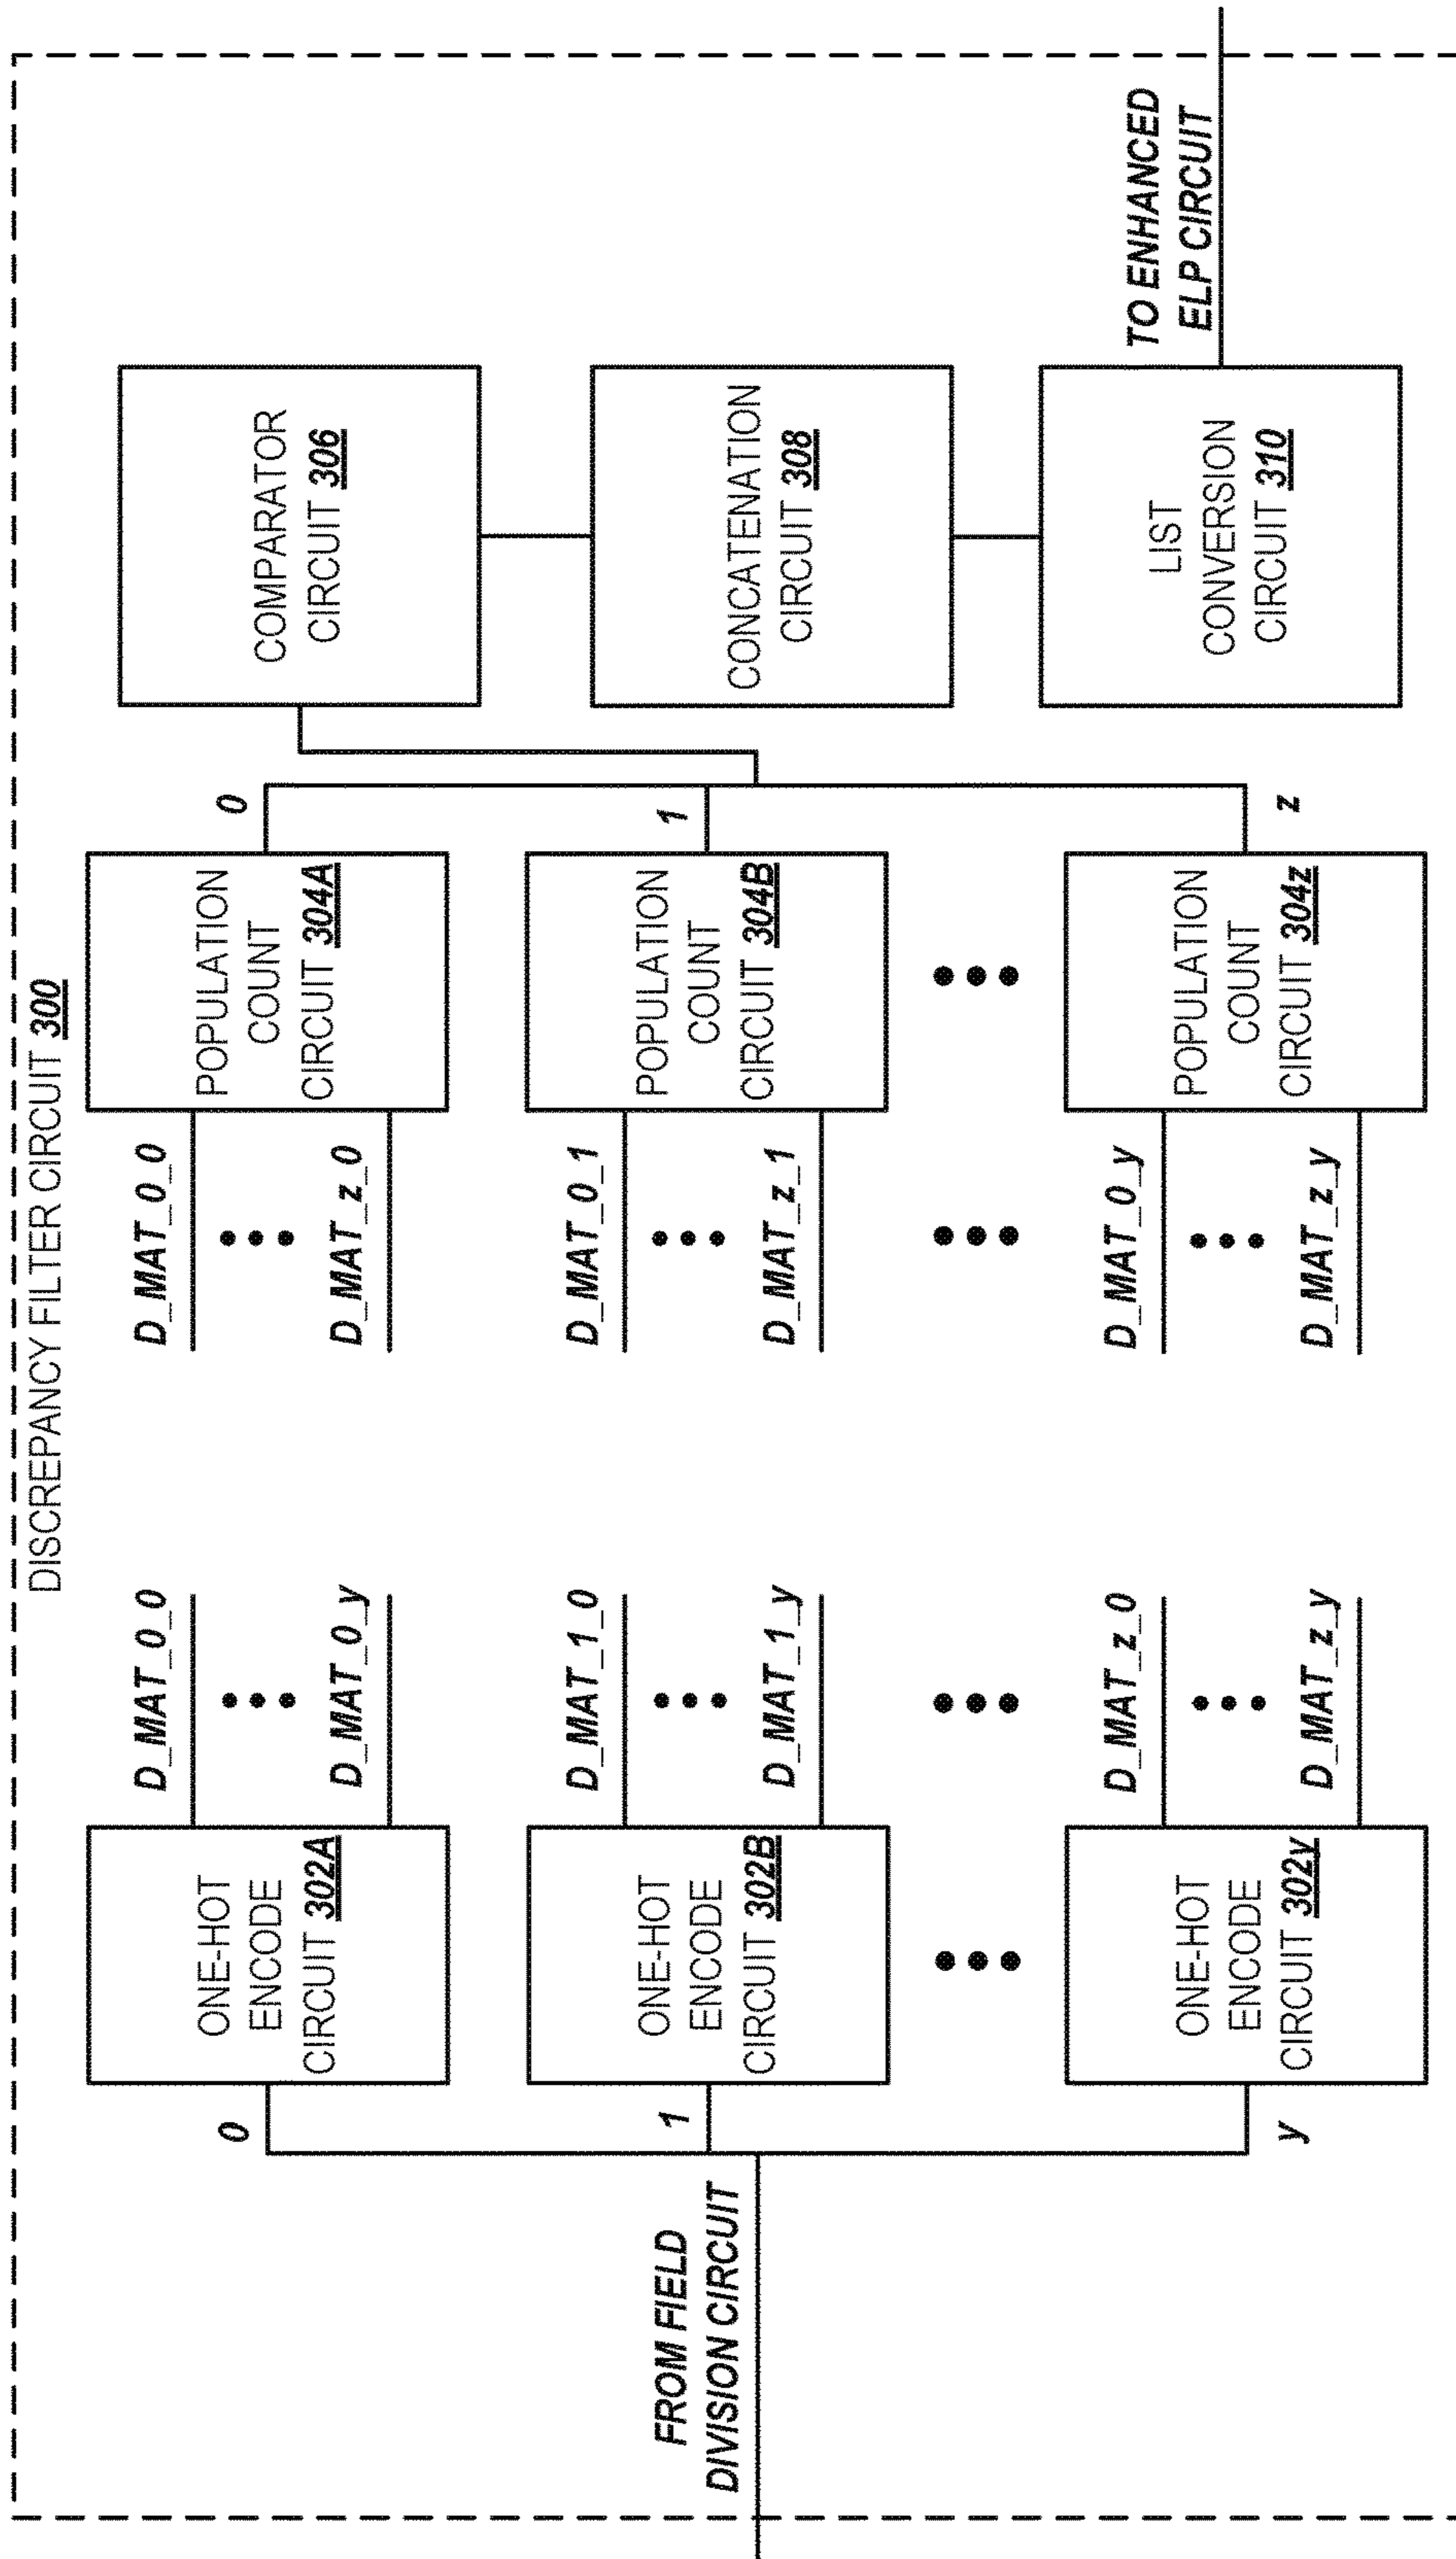 DISCREPANCY FILTER CIRCUIT 300
FROM FIELD
DIVISION CIRCUIT
0
1
y
ONE-HOT
ENCODE
CIRCUIT 302A
ONE-HOT
ENCODE
CIRCUIT 302B
ONE-HOT
ENCODE
CIRCUIT 302y
D_MAT_0_0
D_MAT_0_y
D_MAT_1_0
D_MAT_1_y
D_MAT_z_0
D_MAT_z_y
D_MAT_0_0
D_MAT_z_0
D_MAT_0_1
D_MAT_z_1
D_MAT_0_y
D_MAT_z_y
POPULATION
COUNT
CIRCUIT 304A
POPULATION
COUNT
CIRCUIT 304B
POPULATION
COUNT
CIRCUIT 304z
0
1
z
COMPARATOR
CIRCUIT 306
CONCATENATION
CIRCUIT 308
LIST
CONVERSION
CIRCUIT 310
TO ENHANCED
ELP CIRCUIT